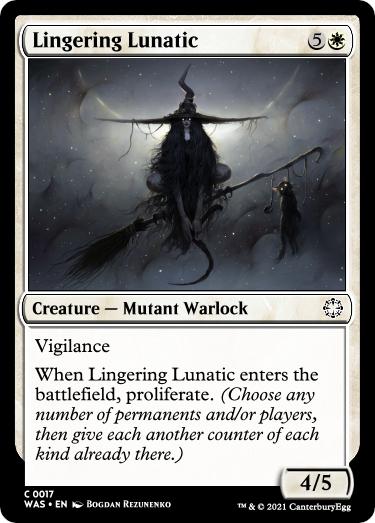 Lingering Lunatic 5
Creature — Mutant Warlock
Vigilance
When Lingering Lunatic enters the
battlefield, proliferate. (Choose any
number of permanents and/or players,
then give each another counter of each
kind already there.)
4/5
C 0017
WAS • EN Bogdan Rezunenko
™ & © 2021 CanterburyEgg